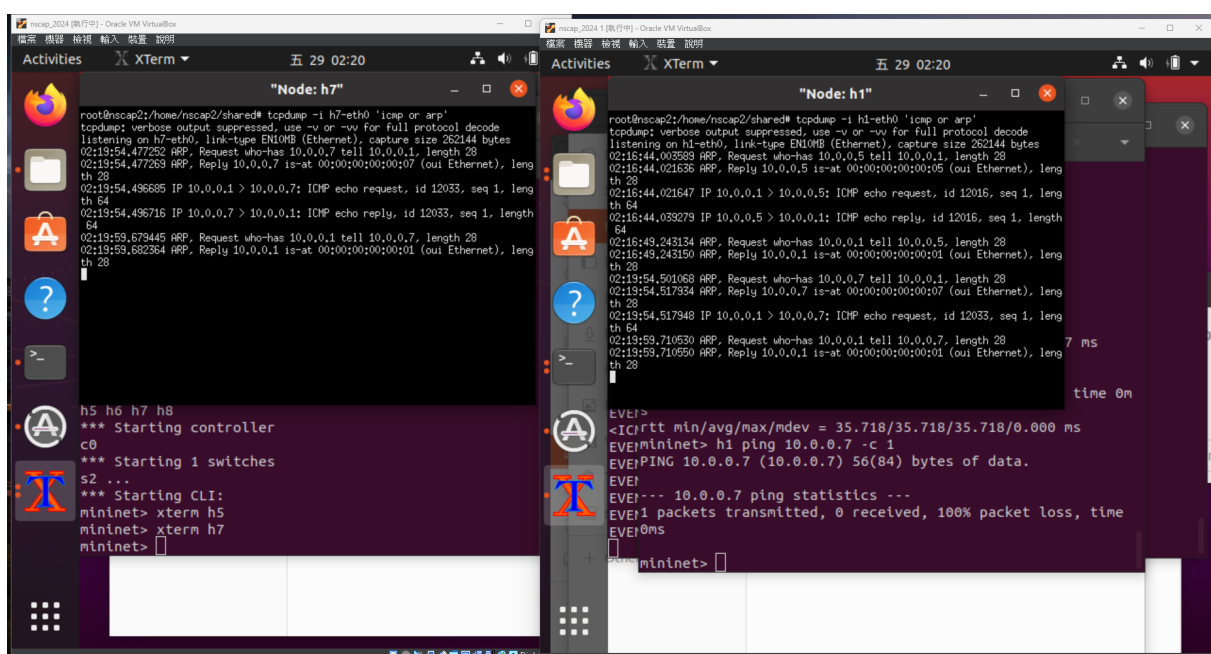 nscap_2024 [執行中] - Oracle VM VirtualBox
檔案 機器 檢視 輸入 裝置 說明
Activities XTerm 五 29 02:20
"Node: h7"
root@nscap2:/home/nscap2/shared# tcpdump -i h7-eth0 'icmp or arp'
tcpdump: verbose output suppressed, use -v or -vv for full protocol decode
listening on h7-eth0, link-type EN10MB (Ethernet), capture size 262144 bytes
02:19:54.477252 ARP, Request who-has 10.0.0.7 tell 10.0.0.1, length 28
02:19:54.477269 ARP, Reply 10.0.0.7 is-at 00:00:00:00:00:07 (oui Ethernet), leng
th 28
02:19:54.496685 IP 10.0.0.1 > 10.0.0.7: ICMP echo request, id 12033, seq 1, leng
th 64
02:19:54.496716 IP 10.0.0.7 > 10.0.0.1: ICMP echo reply, id 12033, seq 1, length
64
02:19:59.679445 ARP, Request who-has 10.0.0.1 tell 10.0.0.7, length 28
02:19:59.682364 ARP, Reply 10.0.0.1 is-at 00:00:00:00:00:01 (oui Ethernet), leng
th 28
h5 h6 h7 h8
*** Starting controller
c0
*** Starting 1 switches
s2 ...
*** Starting CLI:
mininet> xterm h5
mininet> xterm h7
mininet>
nscap_2024 1 [執行中] - Oracle VM VirtualBox
檔案 機器 檢視 輸入 裝置 說明
Activities XTerm 五 29 02:20
"Node: h1"
root@nscap2:/home/nscap2/shared# tcpdump -i h1-eth0 'icmp or arp'
tcpdump: verbose output suppressed, use -v or -vv for full protocol decode
listening on h1-eth0, link-type EN10MB (Ethernet), capture size 262144 bytes
02:16:44.003589 ARP, Request who-has 10.0.0.5 tell 10.0.0.1, length 28
02:16:44.021636 ARP, Reply 10.0.0.5 is-at 00:00:00:00:00:05 (oui Ethernet), leng
th 28
02:16:44.021647 IP 10.0.0.1 > 10.0.0.5: ICMP echo request, id 12016, seq 1, leng
th 64
02:16:44.039279 IP 10.0.0.5 > 10.0.0.1: ICMP echo reply, id 12016, seq 1, length
64
02:16:49.243134 ARP, Request who-has 10.0.0.1 tell 10.0.0.5, length 28
02:16:49.243150 ARP, Reply 10.0.0.1 is-at 00:00:00:00:00:01 (oui Ethernet), leng
th 28
02:19:54.501068 ARP, Request who-has 10.0.0.7 tell 10.0.0.1, length 28
02:19:54.517934 ARP, Reply 10.0.0.7 is-at 00:00:00:00:00:07 (oui Ethernet), leng
th 28
02:19:54.517948 IP 10.0.0.1 > 10.0.0.7: ICMP echo request, id 12033, seq 1, leng
th 64
02:19:59.710530 ARP, Request who-has 10.0.0.1 tell 10.0.0.7, length 28
02:19:59.710550 ARP, Reply 10.0.0.1 is-at 00:00:00:00:00:01 (oui Ethernet), leng
th 28
7 ms
time 0m
s
rtt min/avg/max/mdev = 35.718/35.718/35.718/0.000 ms
mininet> h1 ping 10.0.0.7 -c 1
PING 10.0.0.7 (10.0.0.7) 56(84) bytes of data.
--- 10.0.0.7 ping statistics ---
1 packets transmitted, 0 received, 100% packet loss, time
0ms
mininet>
EVEN
<ICM
EVEN
EVEN
EVEN
EVEN
EVEN
EVEN